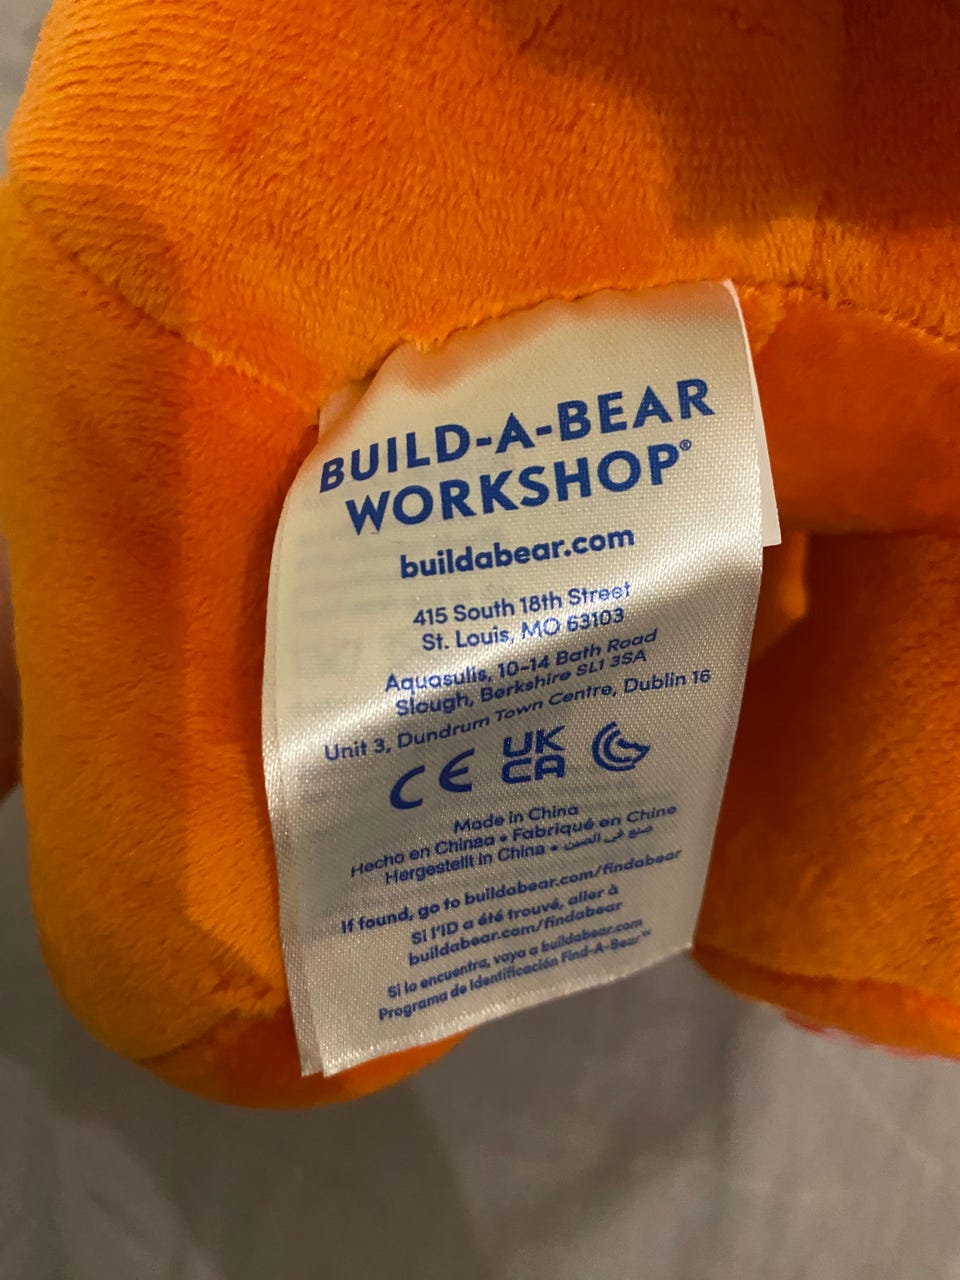 BUILD-A-BEAR
WORKSHOP®
buildabear.com
415 South 18th Street
St. Louis, MO 63103
Aquasulis, 10-14 Bath Road
Slough, Berkshire SL1 3SA
Unit 3, Dundrum Town Centre, Dublin 16
CE UK CA
Made in China
Hecho en Chinaa • Fabriqué en Chine
Hergestellt in China • صنع في الصين
If found, go to buildabear.com/findabear
Si l'ID a été trouvé, aller à
buildabear.com/findabear
Si lo encuentra, vaya a buildabear.com
Programa de Identificación Find-A-Bear™